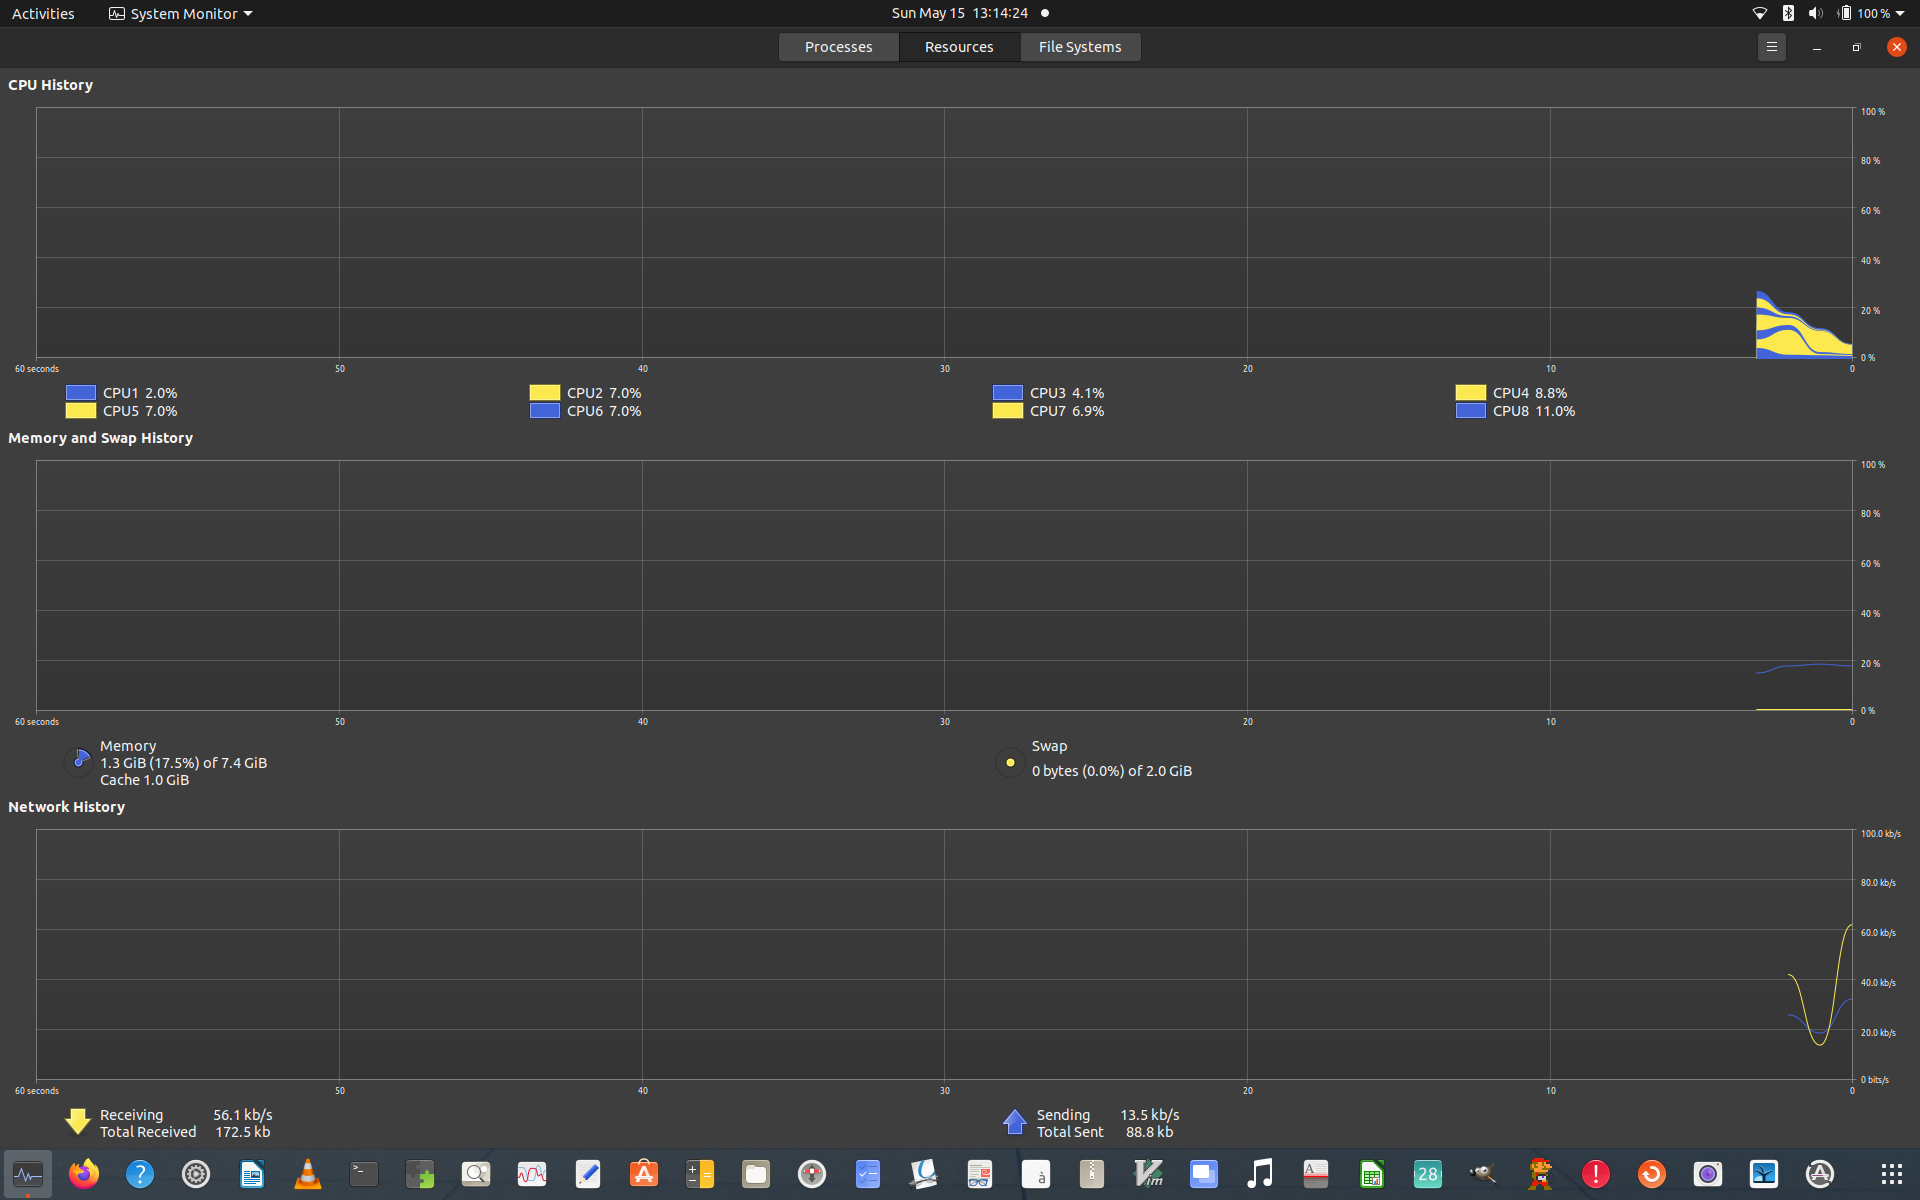 Activities System Monitor Sun May 15 13:14:24 100 %
Processes Resources File Systems
CPU History
100 %
80 %
60 %
40 %
20 %
0 %
60 seconds 50 40 30 20 10 0
CPU1 2.0% CPU2 7.0% CPU3 4.1% CPU4 8.8%
CPU5 7.0% CPU6 7.0% CPU7 6.9% CPU8 11.0%
Memory and Swap History
100 %
80 %
60 %
40 %
20 %
0 %
60 seconds 50 40 30 20 10 0
Memory
1.3 GiB (17.5%) of 7.4 GiB
Cache 1.0 GiB
Swap
0 bytes (0.0%) of 2.0 GiB
Network History
100.0 kb/s
80.0 kb/s
60.0 kb/s
40.0 kb/s
20.0 kb/s
0 bits/s
60 seconds 50 40 30 20 10 0
Receiving 56.1 kb/s
Total Received 172.5 kb
Sending 13.5 kb/s
Total Sent 88.8 kb
? >_ A + - = à Vim A 28 !